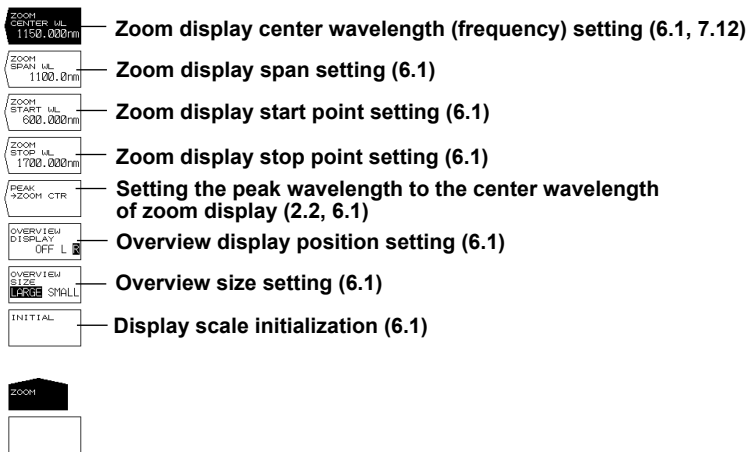 ZOOM
CENTER WL
1150.000nm
Zoom display center wavelength (frequency) setting (6.1, 7.12)
ZOOM
SPAN WL
1100.0nm
Zoom display span setting (6.1)
ZOOM
START WL
600.000nm
Zoom display start point setting (6.1)
ZOOM
STOP WL
1700.000nm
Zoom display stop point setting (6.1)
PEAK
→ZOOM CTR
Setting the peak wavelength to the center wavelength
of zoom display (2.2, 6.1)
OVERVIEW
DISPLAY
OFF L R
Overview display position setting (6.1)
OVERVIEW
SIZE
LARGE SMALL
Overview size setting (6.1)
INITIAL
Display scale initialization (6.1)
ZOOM